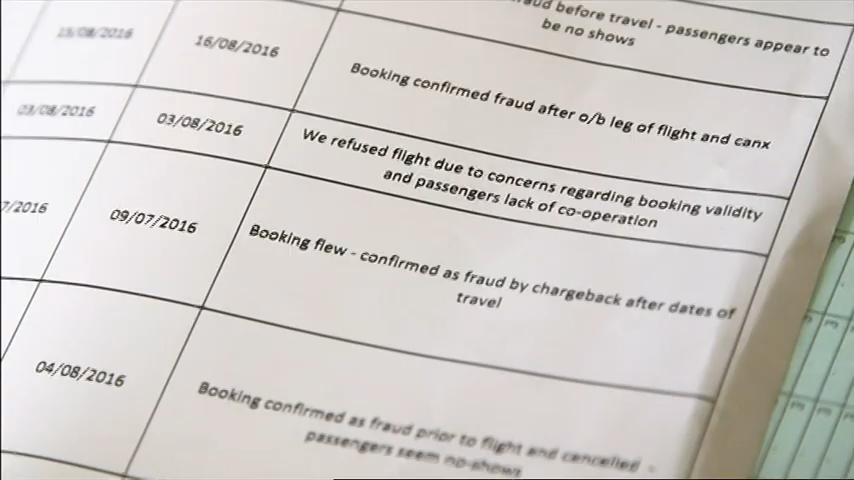 fraud before travel - passengers appear to
be no shows
15/08/2016
16/08/2016
Booking confirmed fraud after o/b leg of flight and canx
03/08/2016
03/08/2016
We refused flight due to concerns regarding booking validity
and passengers lack of co-operation
7/2016
09/07/2016
Booking flew - confirmed as fraud by chargeback after dates of
travel
04/08/2016
Booking confirmed as fraud prior to flight and cancelled -
passengers seem no-shows